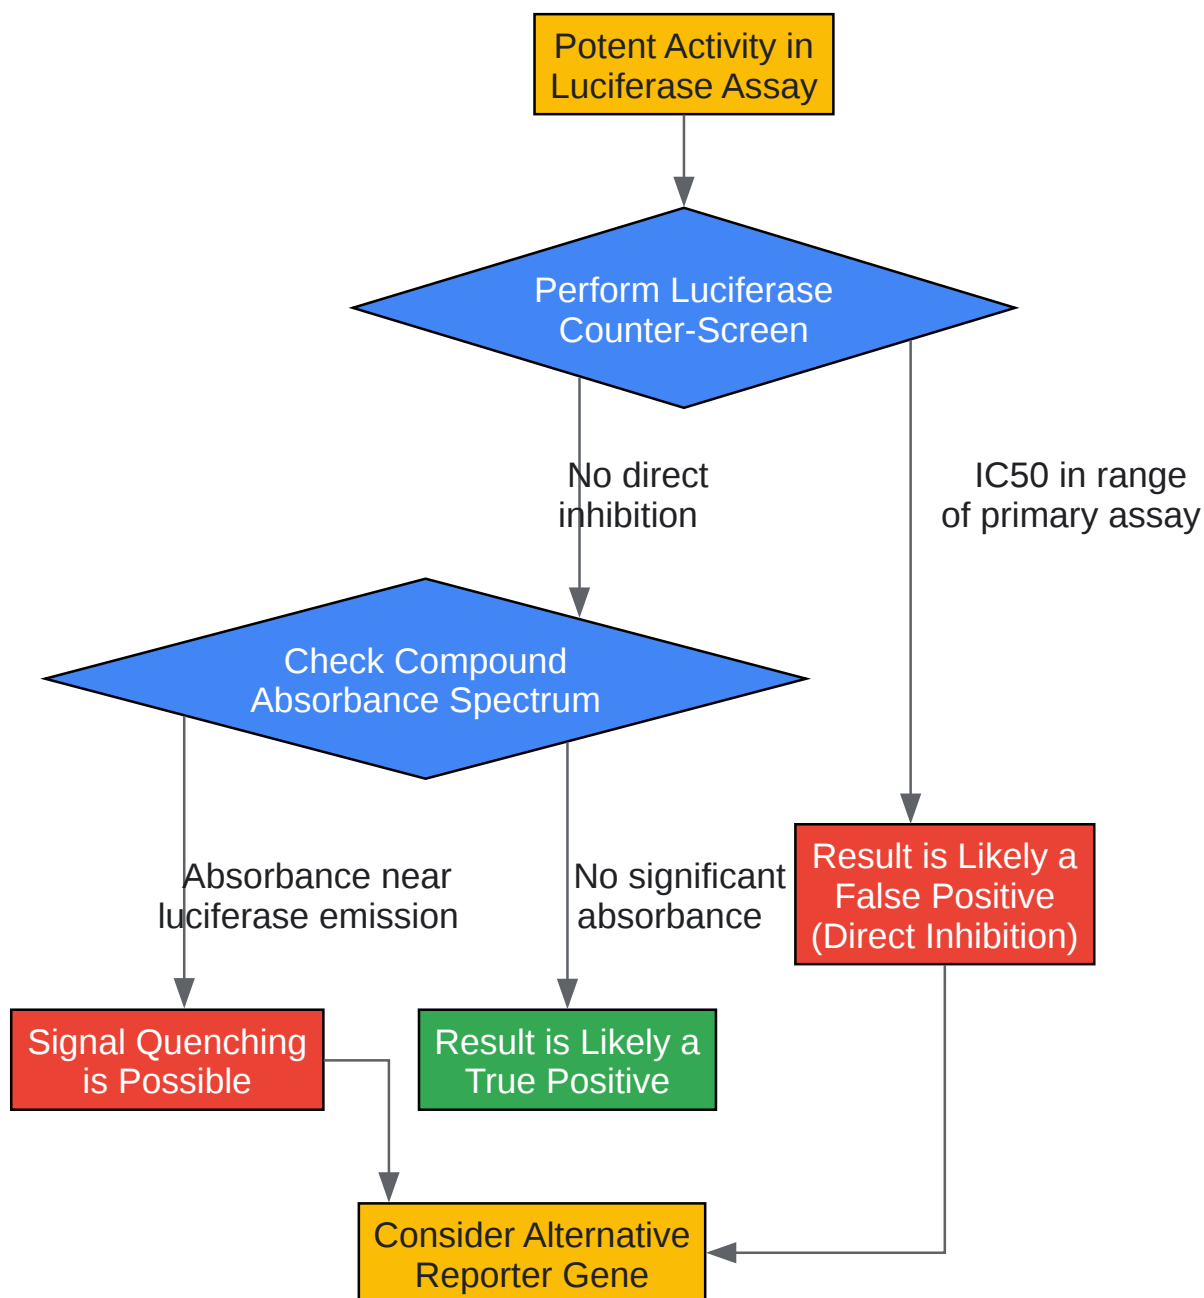 Potent Activity in
Luciferase Assay
Perform Luciferase
Counter-Screen
No direct
inhibition
IC50 in range
of primary assay
Check Compound
Absorbance Spectrum
Absorbance near
luciferase emission
No significant
absorbance
Result is Likely a
False Positive
(Direct Inhibition)
Signal Quenching
is Possible
Result is Likely a
True Positive
Consider Alternative
Reporter Gene